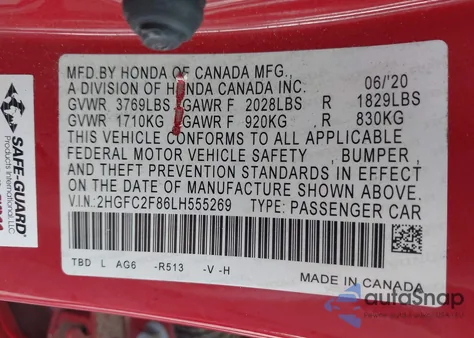 MFD.BY HONDA OF CANADA MFG.,
A DIVISION OF HONDA CANADA INC. 06/'20
GVWR 3769LBS GAWR F 2028LBS R 1829LBS
GVWR 1710KG GAWR F 920KG R 830KG
THIS VEHICLE CONFORMS TO ALL APPLICABLE
FEDERAL MOTOR VEHICLE SAFETY , BUMPER ,
AND THEFT PREVENTION STANDARDS IN EFFECT
ON THE DATE OF MANUFACTURE SHOWN ABOVE.
V.I.N:2HGFC2F86LH555269 TYPE: PASSENGER CAR
TBD L AG6 -R513 -V -H
MADE IN CANADA
SAFE-GUARD
Products International, LLC
autoSnap